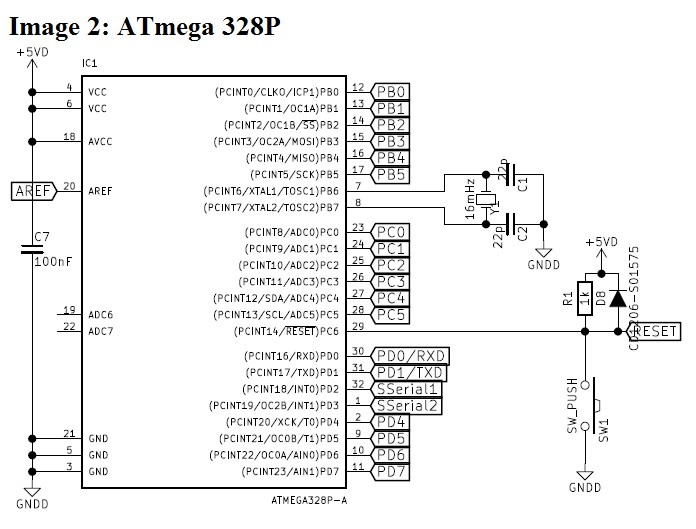 Image 2: ATmega 328P
+5VD
IC1
4 VCC (PCINT0/CLKO/ICP1)PB0 12 PB0
6 VCC (PCINT1/OC1A)PB1 13 PB1
(PCINT2/OC1B/SS)PB2 14 PB2
18 AVCC (PCINT3/OC2A/MOSI)PB3 15 PB3
(PCINT4/MISO)PB4 16 PB4
(PCINT5/SCK)PB5 17 PB5
AREF 20 AREF (PCINT6/XTAL1/TOSC1)PB6 7
(PCINT7/XTAL2/TOSC2)PB7 8
22p C1
16mHz Y1
22p C2
GNDD
(PCINT8/ADC0)PC0 23 PC0
(PCINT9/ADC1)PC1 24 PC1
(PCINT10/ADC2)PC2 25 PC2
(PCINT11/ADC3)PC3 26 PC3
(PCINT12/SDA/ADC4)PC4 27 PC4
19 ADC6 (PCINT13/SCL/ADC5)PC5 28 PC5
22 ADC7 (PCINT14/RESET)PC6 29 RESET
C7
100nF
+5VD
R1 1k
D8
CD1206-S01575
(PCINT16/RXD)PD0 30 PD0/RXD
(PCINT17/TXD)PD1 31 PD1/TXD
(PCINT18/INT0)PD2 32 SSerial1
(PCINT19/OC2B/INT1)PD3 1 SSerial2
(PCINT20/XCK/T0)PD4 2 PD4
21 GND (PCINT21/OC0B/T1)PD5 9 PD5
5 GND (PCINT22/OC0A/AIN0)PD6 10 PD6
3 GND (PCINT23/AIN1)PD7 11 PD7
SW_PUSH
SW1
GNDD
GNDD
ATMEGA328P-A